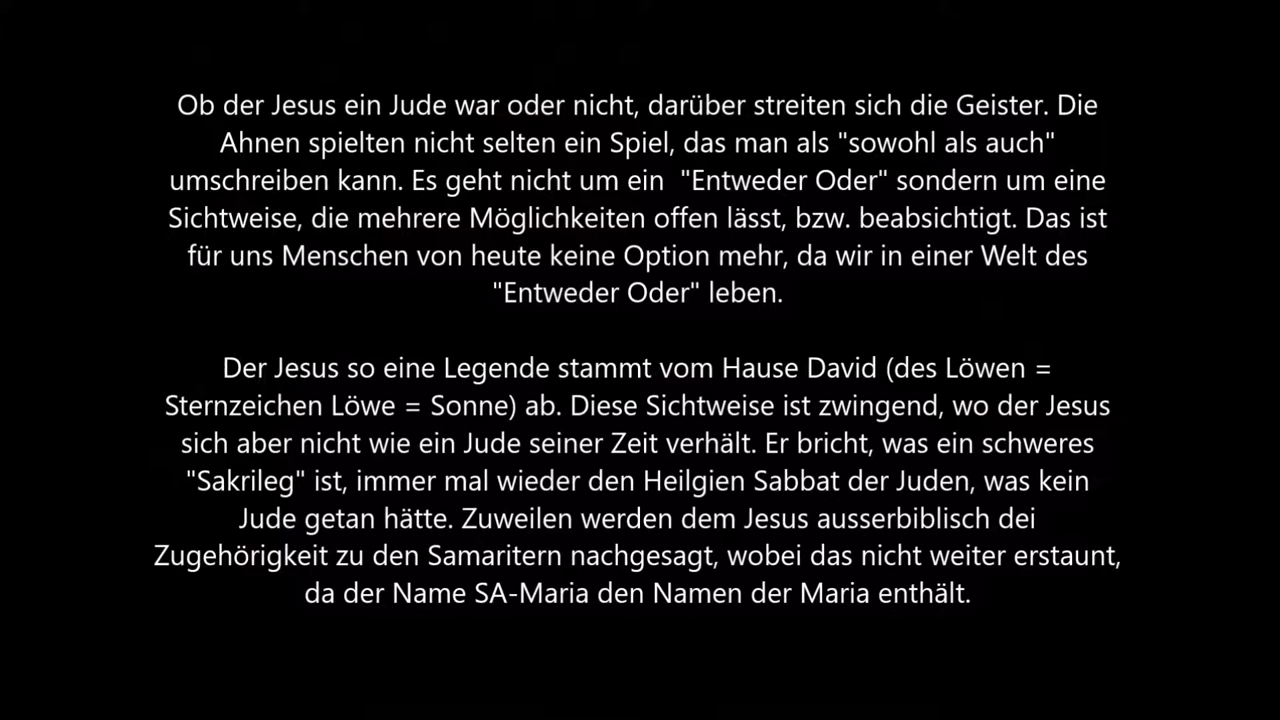 Ob der Jesus ein Jude war oder nicht, darüber streiten sich die Geister. Die
Ahnen spielten nicht selten ein Spiel, das man als "sowohl als auch"
umschreiben kann. Es geht nicht um ein  "Entweder Oder" sondern um eine
Sichtweise, die mehrere Möglichkeiten offen lässt, bzw. beabsichtigt. Das ist
für uns Menschen von heute keine Option mehr, da wir in einer Welt des
"Entweder Oder" leben.
Der Jesus so eine Legende stammt vom Hause David (des Löwen =
Sternzeichen Löwe = Sonne) ab. Diese Sichtweise ist zwingend, wo der Jesus
sich aber nicht wie ein Jude seiner Zeit verhält. Er bricht, was ein schweres
"Sakrileg" ist, immer mal wieder den Heilgien Sabbat der Juden, was kein
Jude getan hätte. Zuweilen werden dem Jesus ausserbiblisch dei
Zugehörigkeit zu den Samaritern nachgesagt, wobei das nicht weiter erstaunt,
da der Name SA-Maria den Namen der Maria enthält.